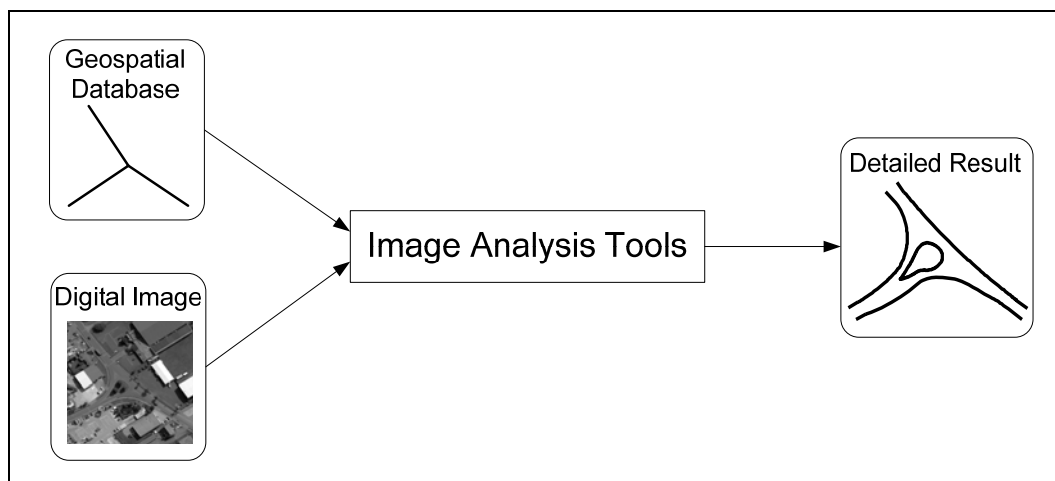 Geospatial
Database
Digital Image
Image Analysis Tools
Detailed Result